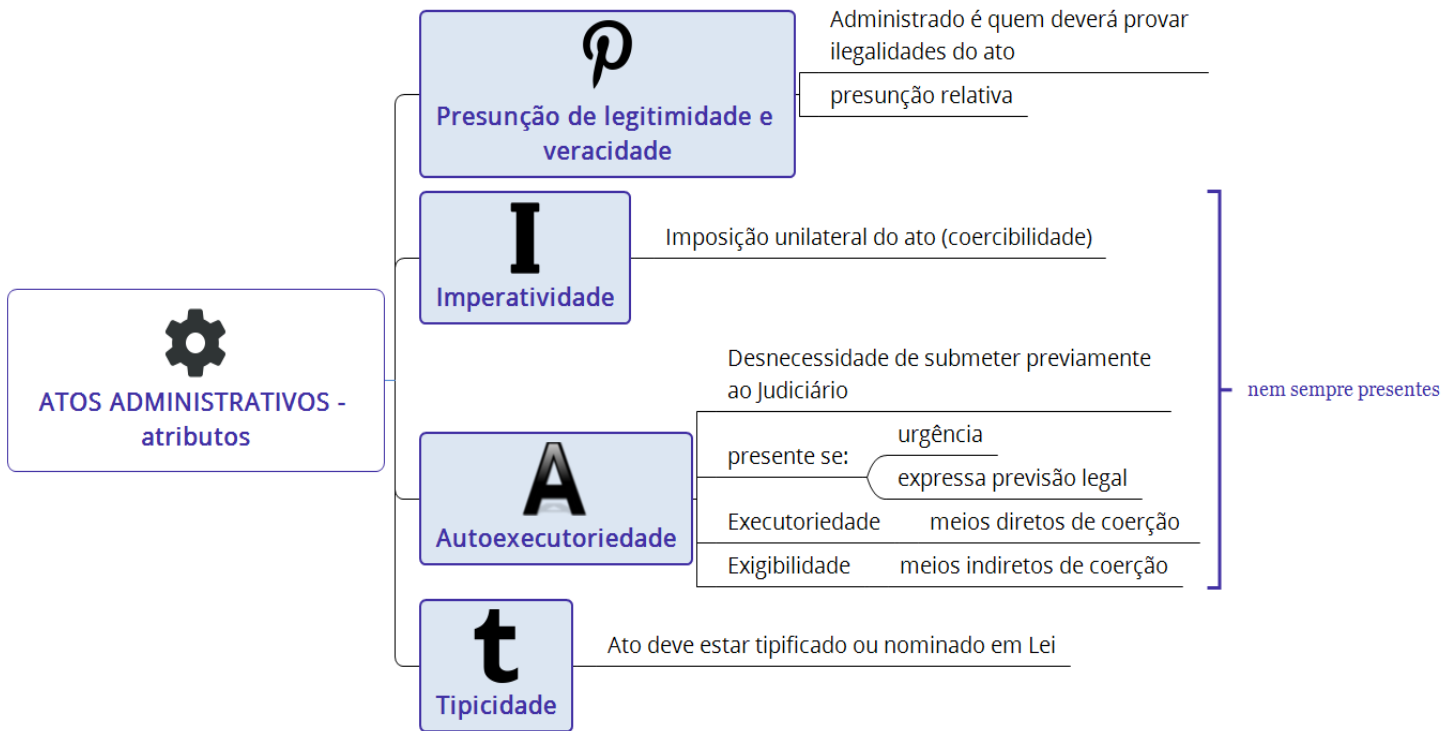 ATOS ADMINISTRATIVOS -
atributos
P
Presunção de legitimidade e
veracidade
Administrado é quem deverá provar
ilegalidades do ato
presunção relativa
I
Imperatividade
Imposição unilateral do ato (coercibilidade)
A
Autoexecutoriedade
Desnecessidade de submeter previamente
ao Judiciário
presente se:
urgência
expressa previsão legal
Executoriedade meios diretos de coerção
Exigibilidade meios indiretos de coerção
nem sempre presentes
t
Tipicidade
Ato deve estar tipificado ou nominado em Lei